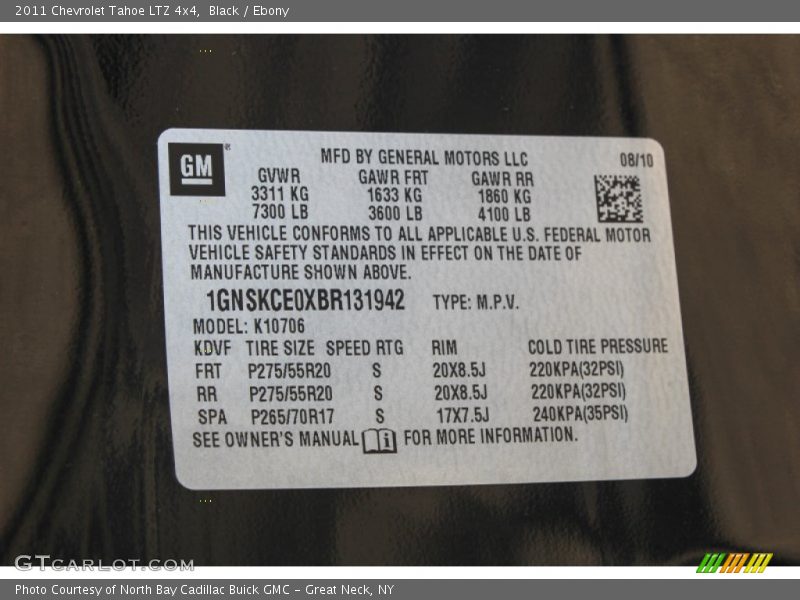 2011 Chevrolet Tahoe LTZ 4x4, Black / Ebony
GM®
MFD BY GENERAL MOTORS LLC 08/10
GVWR GAWR FRT GAWR RR
3311 KG 1633 KG 1860 KG
7300 LB 3600 LB 4100 LB
THIS VEHICLE CONFORMS TO ALL APPLICABLE U.S. FEDERAL MOTOR
VEHICLE SAFETY STANDARDS IN EFFECT ON THE DATE OF
MANUFACTURE SHOWN ABOVE.
1GNSKCE0XBR131942 TYPE: M.P.V.
MODEL: K10706
KDVF TIRE SIZE SPEED RTG RIM COLD TIRE PRESSURE
FRT P275/55R20 S 20X8.5J 220KPA(32PSI)
RR P275/55R20 S 20X8.5J 220KPA(32PSI)
SPA P265/70R17 S 17X7.5J 240KPA(35PSI)
SEE OWNER'S MANUAL i FOR MORE INFORMATION.
GTCARLOT.COM
Photo Courtesy of North Bay Cadillac Buick GMC - Great Neck, NY